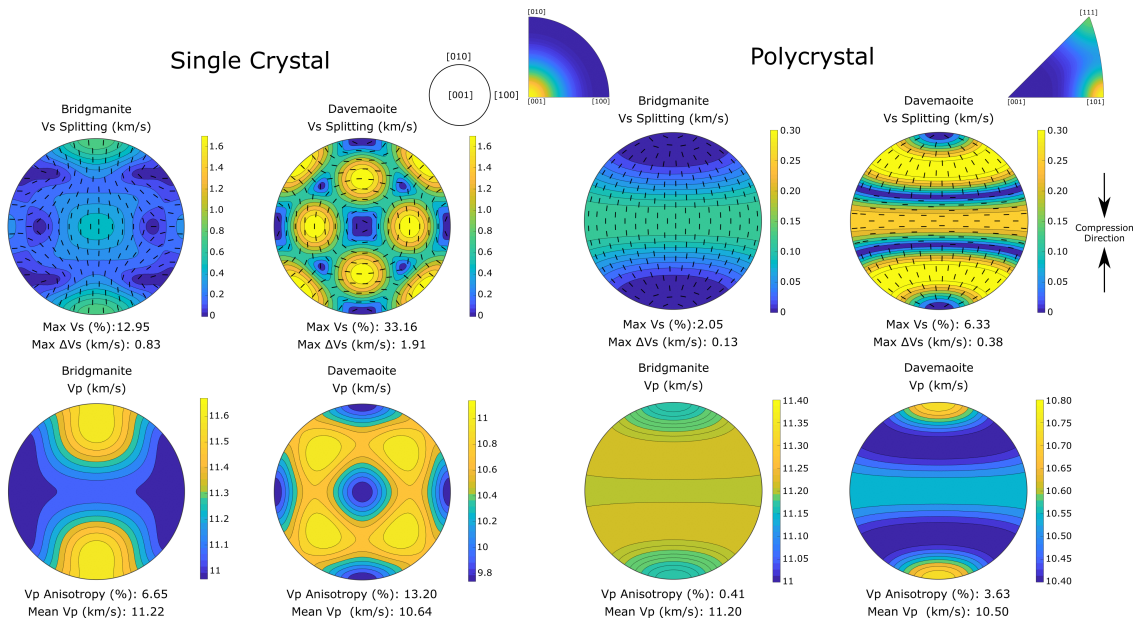 Single Crystal
Polycrystal
[010]
[001]
[100]
[010]
[001]
[100]
[111]
[001]
[101]
Bridgmanite
Vs Splitting (km/s)
1.6
1.4
1.2
1.0
0.8
0.6
0.4
0.2
0
Max Vs (%):12.95
Max ΔVs (km/s): 0.83
Davemaoite
Vs Splitting (km/s)
1.6
1.4
1.2
1.0
0.8
0.6
0.4
0.2
0
Max Vs (%): 33.16
Max ΔVs (km/s): 1.91
Bridgmanite
Vs Splitting (km/s)
0.30
0.25
0.20
0.15
0.10
0.05
0
Max Vs (%):2.05
Max ΔVs (km/s): 0.13
Davemaoite
Vs Splitting (km/s)
0.30
0.25
0.20
0.15
0.10
0.05
0
Max Vs (%): 6.33
Max ΔVs (km/s): 0.38
Compression
Direction
Bridgmanite
Vp (km/s)
11.6
11.5
11.4
11.3
11.2
11.1
11
Vp Anisotropy (%): 6.65
Mean Vp (km/s): 11.22
Davemaoite
Vp (km/s)
11
10.8
10.6
10.4
10.2
10
9.8
Vp Anisotropy (%): 13.20
Mean Vp (km/s): 10.64
Bridgmanite
Vp (km/s)
11.40
11.35
11.30
11.25
11.20
11.15
11.10
11.05
11
Vp Anisotropy (%): 0.41
Mean Vp (km/s): 11.20
Davemaoite
Vp (km/s)
10.80
10.75
10.70
10.65
10.60
10.55
10.50
10.45
10.40
Vp Anisotropy (%): 3.63
Mean Vp (km/s): 10.50